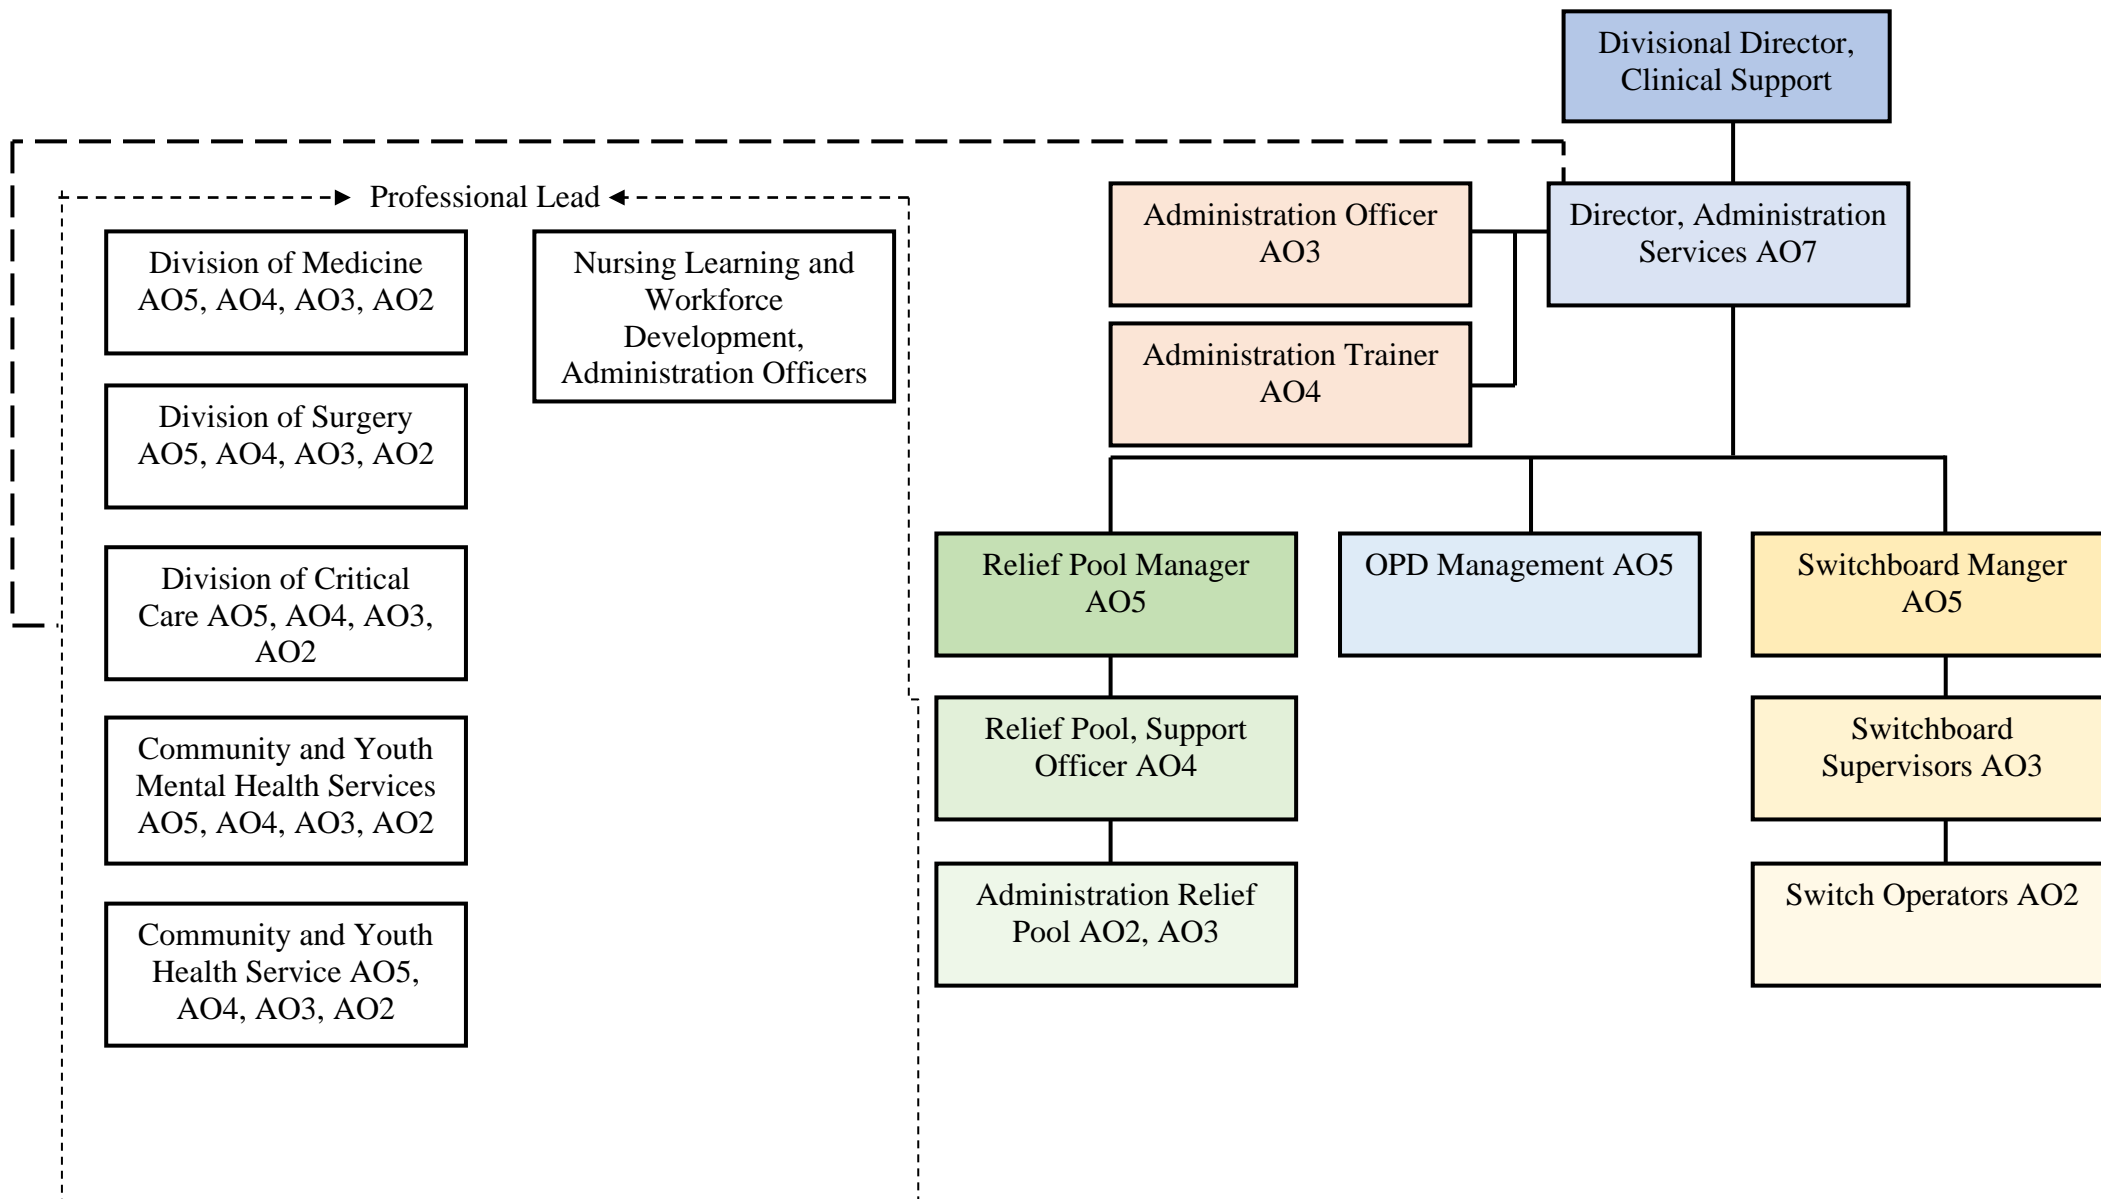 Divisional Director,
Clinical Support
Professional Lead
Administration Officer
AO3
Director, Administration
Services AO7
Division of Medicine
AO5, AO4, AO3, AO2
Nursing Learning and
Workforce
Development,
Administration Officers
Administration Trainer
AO4
Division of Surgery
AO5, AO4, AO3, AO2
Division of Critical
Care AO5, AO4, AO3,
AO2
Relief Pool Manager
AO5
OPD Management AO5
Switchboard Manger
AO5
Community and Youth
Mental Health Services
AO5, AO4, AO3, AO2
Relief Pool, Support
Officer AO4
Switchboard
Supervisors AO3
Community and Youth
Health Service AO5,
AO4, AO3, AO2
Administration Relief
Pool AO2, AO3
Switch Operators AO2